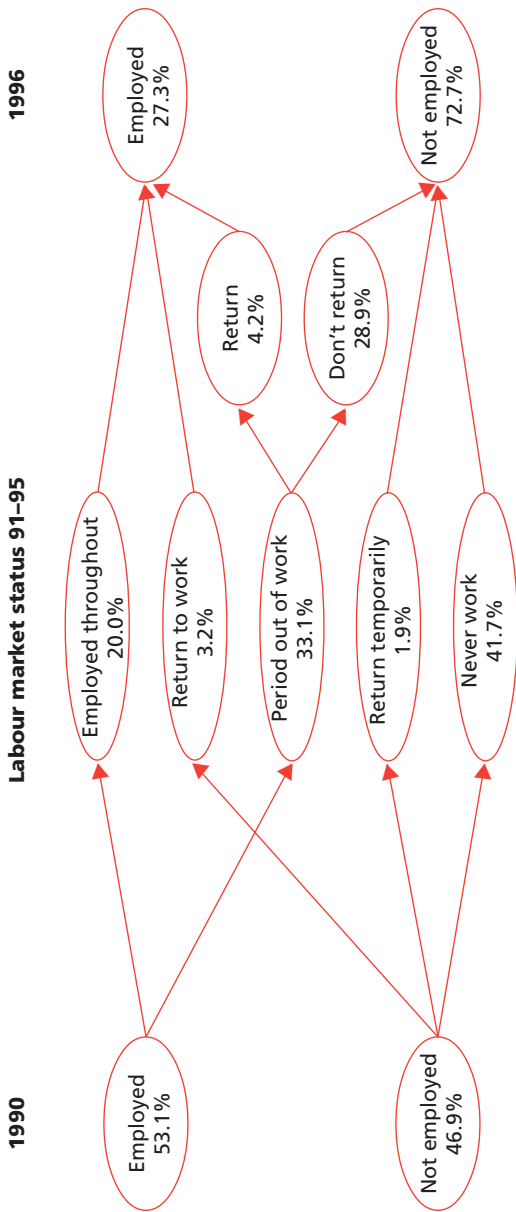 1990
Labour market status 91–95
1996
Employed
53.1%
Not employed
46.9%
Employed throughout
20.0%
Return to work
3.2%
Period out of work
33.1%
Return temporarily
1.9%
Never work
41.7%
Return
4.2%
Don’t return
28.9%
Employed
27.3%
Not employed
72.7%